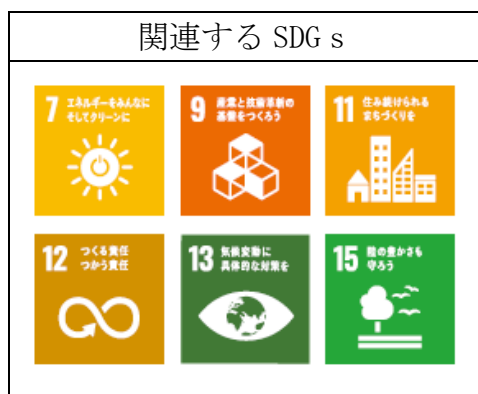 関連する SDGｓ
7 エネルギーをみんなに
そしてクリーンに
9 産業と技術革新の
基盤をつくろう
11 住み続けられる
まちづくりを
12 つくる責任
つかう責任
13 気候変動に
具体的な対策を
15 陸の豊かさも
守ろう